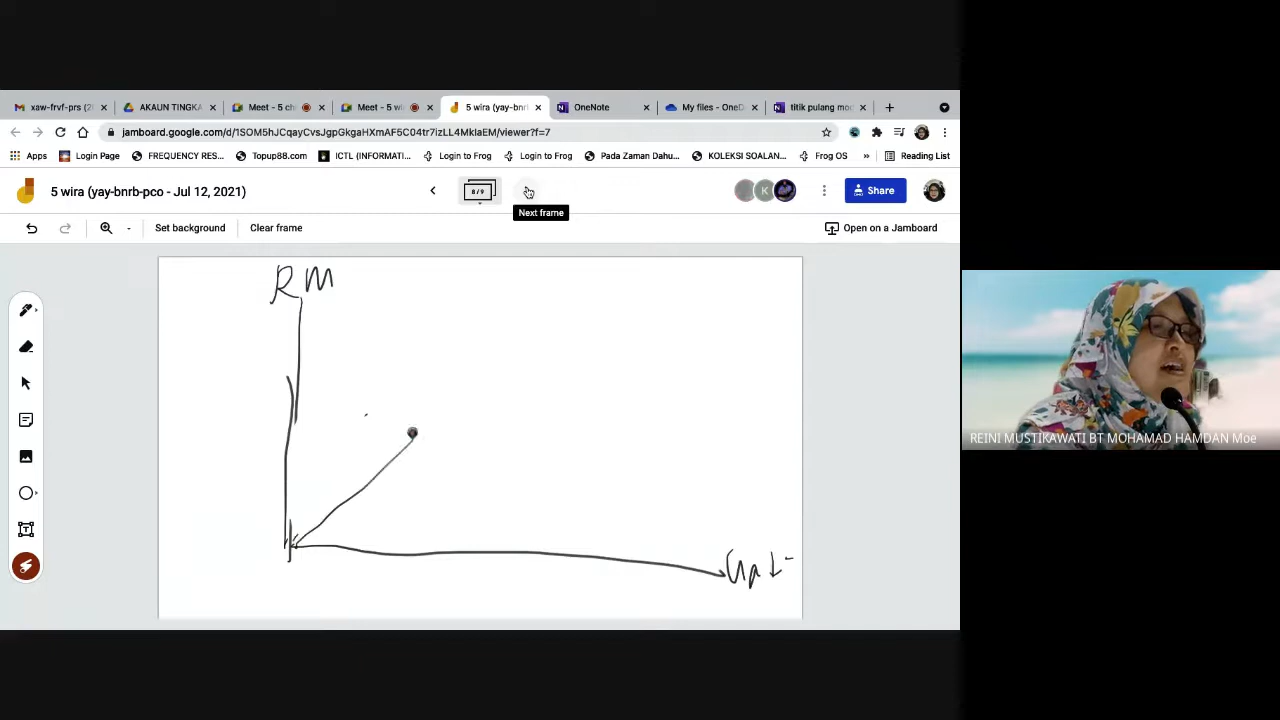 xaw-frvf-prs (2
AKAUN TINGKA
Meet - 5 ch
Meet - 5 wi
5 wira (yay-bnr
OneNote
My files - OneD
titik pulang mod
jamboard.google.com/d/1SOM5hJCqayCvsJgpGkgaHXmAF5C04tr7izLL4MklaEM/viewer?f=7
Apps
Login Page
FREQUENCY RES...
Topup88.com
ICTL (INFORMATI...
Login to Frog
Login to Frog
Pada Zaman Dahu...
KOLEKSI SOALAN...
Frog OS
»
Reading List
5 wira (yay-bnrb-pco - Jul 12, 2021)
8/9
K
Share
Next frame
Set background
Clear frame
Open on a Jamboard
RM
REINI MUSTIKAWATI BT MOHAMAD HAMDAN Moe